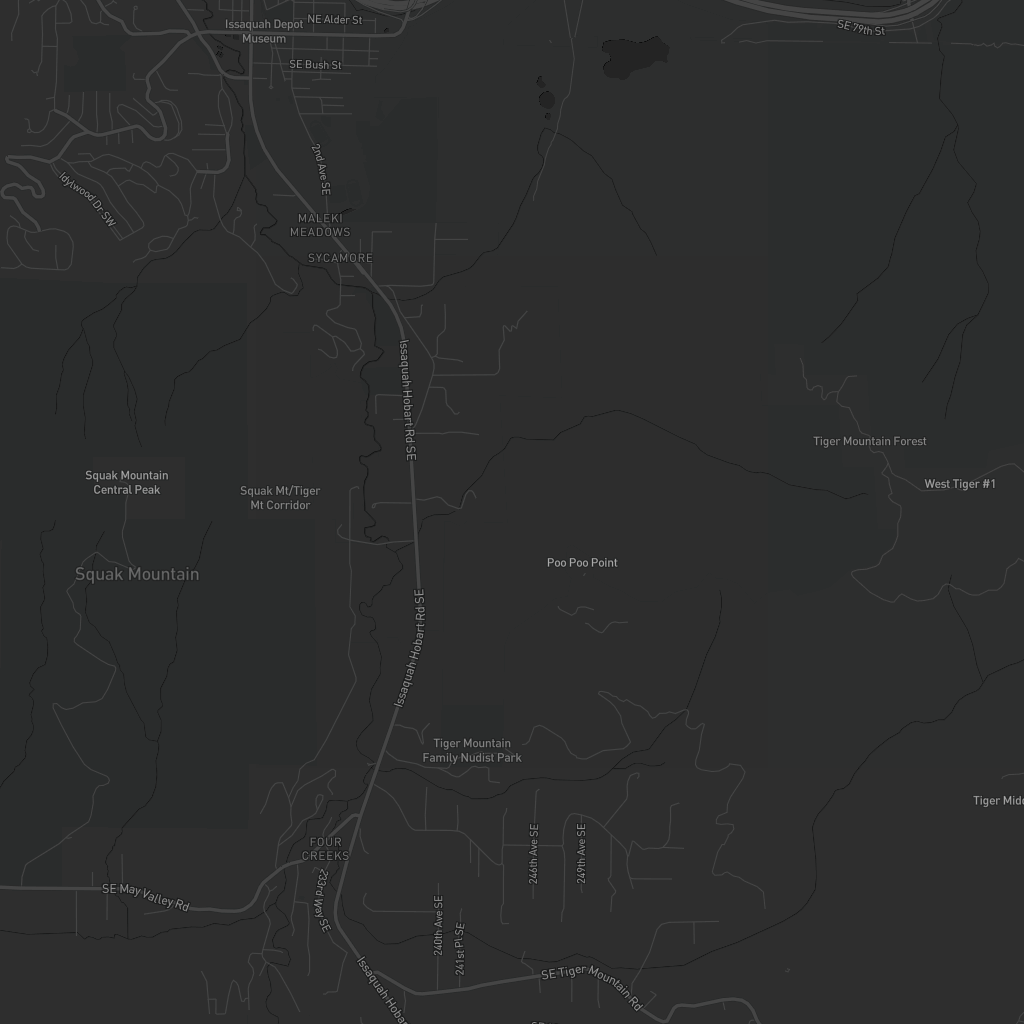 NE Alder St
Issaquah Depot
Museum
SE 79th St
SE Bush St
2nd Ave SE
Idylwood Dr SW
MALEKI
MEADOWS
SYCAMORE
Issaquah Hobart Rd SE
Tiger Mountain Forest
Squak Mountain
Central Peak
Squak Mt/Tiger
Mt Corridor
West Tiger #1
Poo Poo Point
Squak Mountain
Issaquah Hobart Rd SE
Tiger Mountain
Family Nudist Park
Tiger Midd
FOUR
CREEKS
246th Ave SE
249th Ave SE
SE May Valley Rd
233rd Way SE
240th Ave SE
241st Pl SE
Issaquah Hobar
SE Tiger Mountain Rd